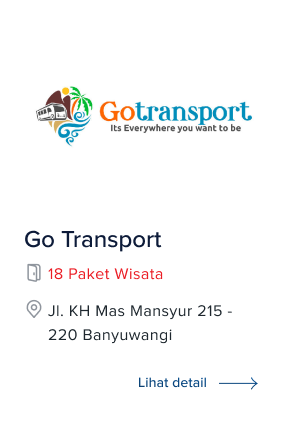 Gotransport
Its Everywhere you want to be
Go Transport
18 Paket Wisata
Jl. KH Mas Mansyur 215 -
220 Banyuwangi
Lihat detail